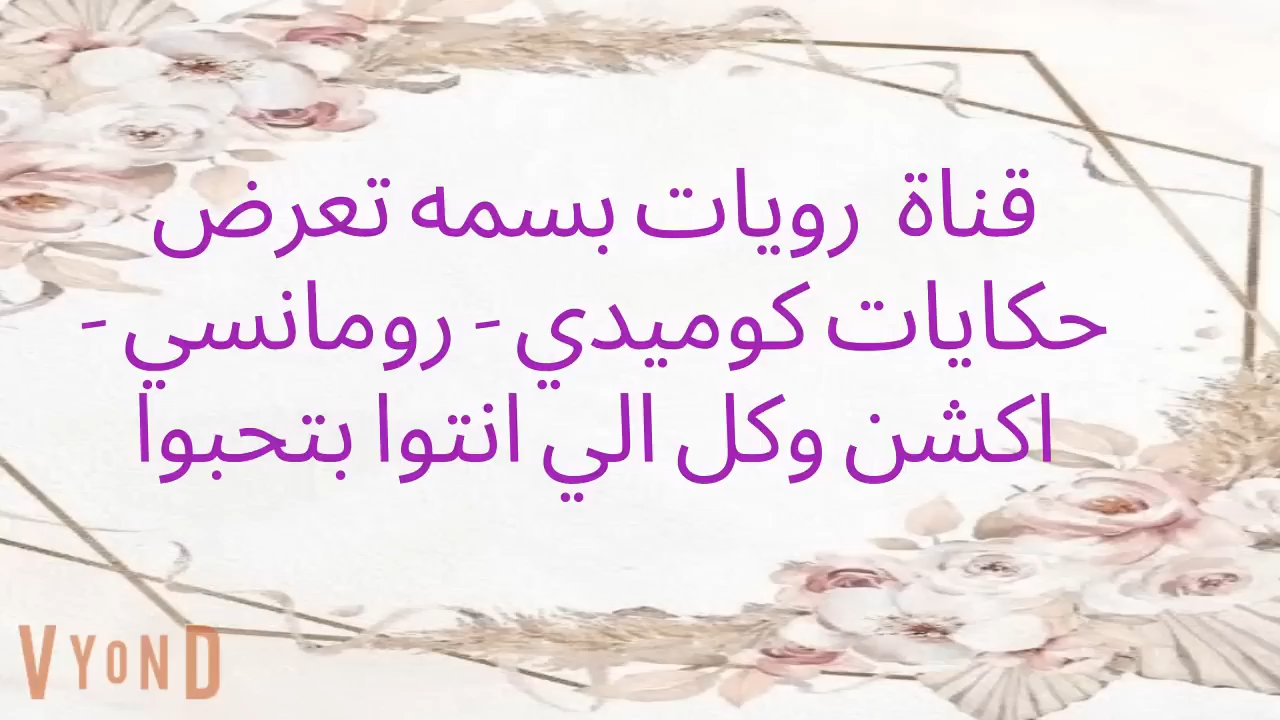 قناة رويات بسمه تعرض
حكايات كوميدي - رومانسي -
اكشن وكل الي انتوا بتحبوا
VYOND